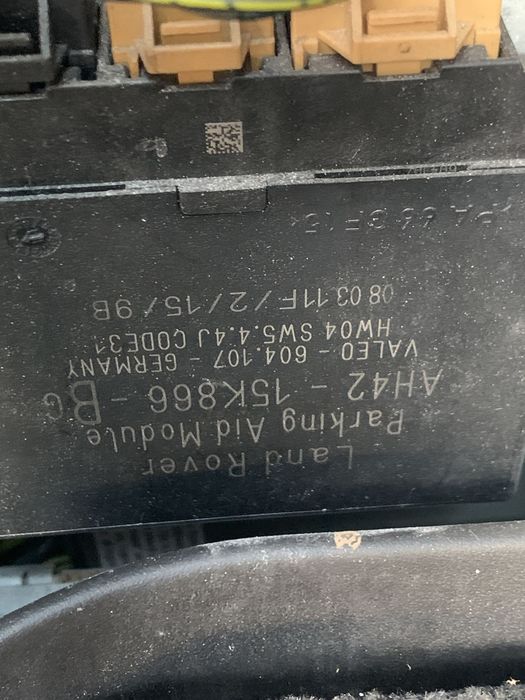 Land Rover
Parking Aid Module
AH42 - 15K866 - BG
VALEO - 604.107 - GERMANY
HW04 SW5.4.4J CODE31
08 03 11F/2/15/9B